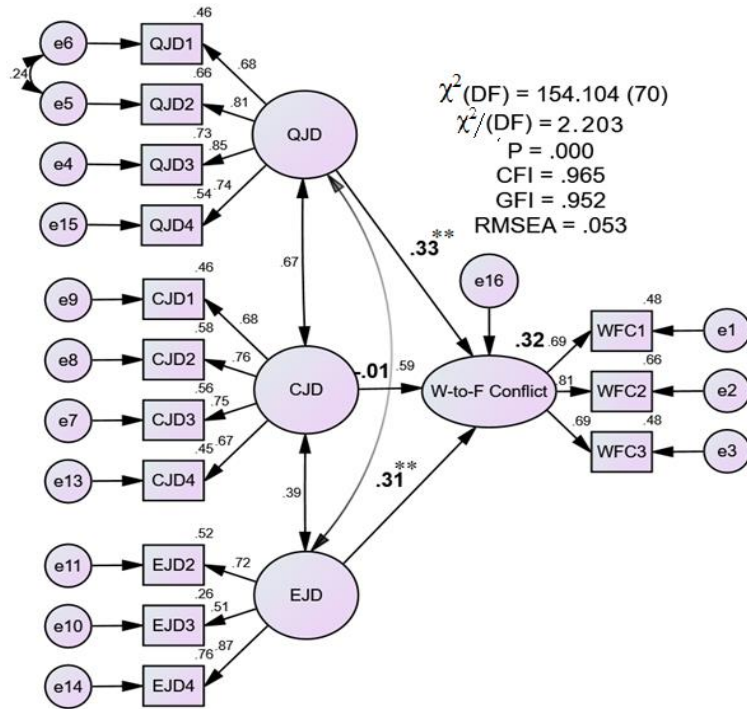 χ²(DF) = 154.104 (70)
χ²/(DF) = 2.203
P = .000
CFI = .965
GFI = .952
RMSEA = .053
e6
.46
QJD1
.68
.24
e5
.66
QJD2
.81
QJD
e4
.73
QJD3
.85
e15
.54
QJD4
.74
.67
.33**
e16
e9
.46
CJD1
.68
e8
.58
CJD2
.76
CJD
-.01
.59
W-to-F Conflict
.32
e7
.56
CJD3
.75
e13
.45
CJD4
.67
.69
.48
WFC1
e1
.81
.66
WFC2
e2
.69
.48
WFC3
e3
.39
.31**
e11
.52
EJD2
.72
e10
.26
EJD3
.51
EJD
e14
.76
EJD4
.87